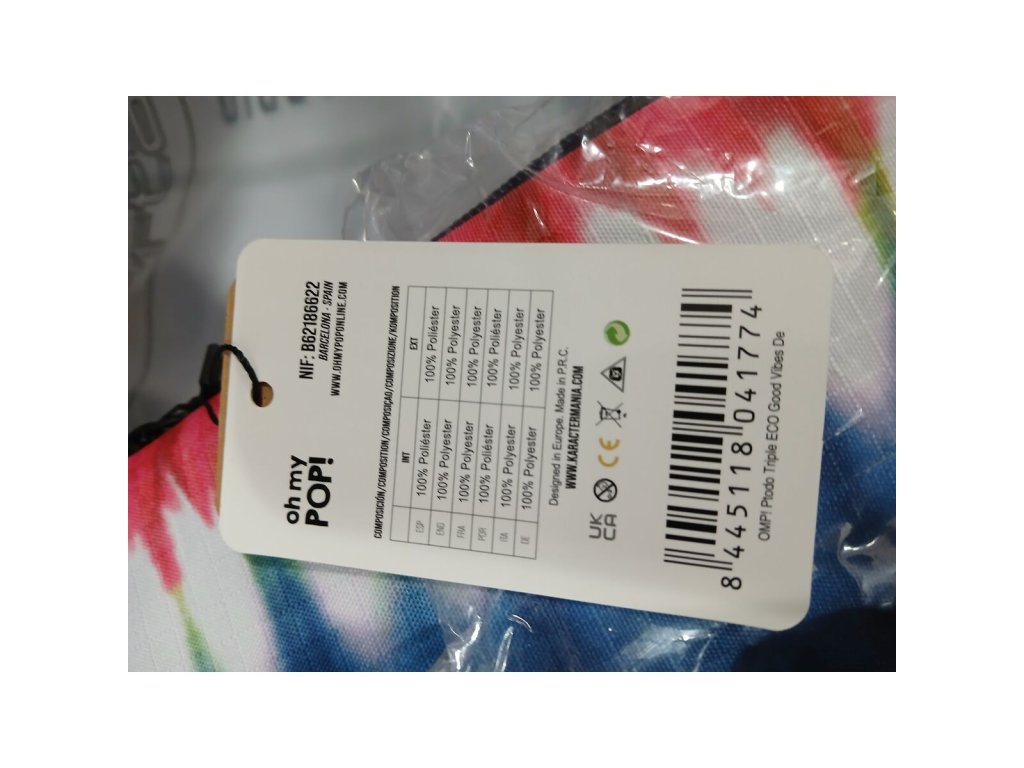 oh my
POP!
NIF: B62186622
BARCELONA - SPAIN
WWW.OHMYPOPONLINE.COM
COMPOSICIÓN/COMPOSITION/COMPOSIÇAO/COMPOSIZIONE/KOMPOSITION
INT EXT
ESP 100% Poliéster 100% Poliéster
ENG 100% Polyester 100% Polyester
FRA 100% Polyester 100% Polyester
POR 100% Poliéster 100% Poliéster
ITA 100% Polyester 100% Polyester
DE 100% Polyester 100% Polyester
Designed in Europe. Made in P.R.C.
WWW.KARACTERMANIA.COM
UK
CA
CE
8 445118 041774
OMP! Ptodo Triple ECO Good Vibes De